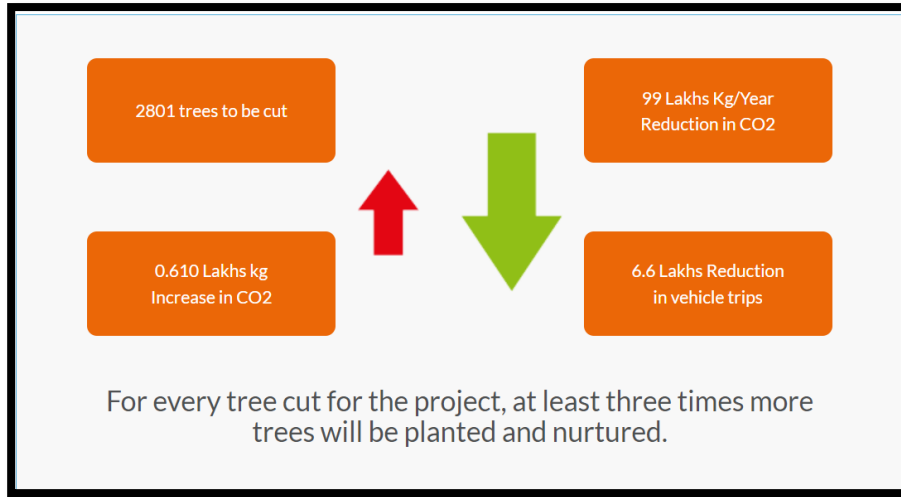 2801 trees to be cut
99 Lakhs Kg/Year
Reduction in CO2
0.610 Lakhs kg
Increase in CO2
6.6 Lakhs Reduction
in vehicle trips
For every tree cut for the project, at least three times more
trees will be planted and nurtured.